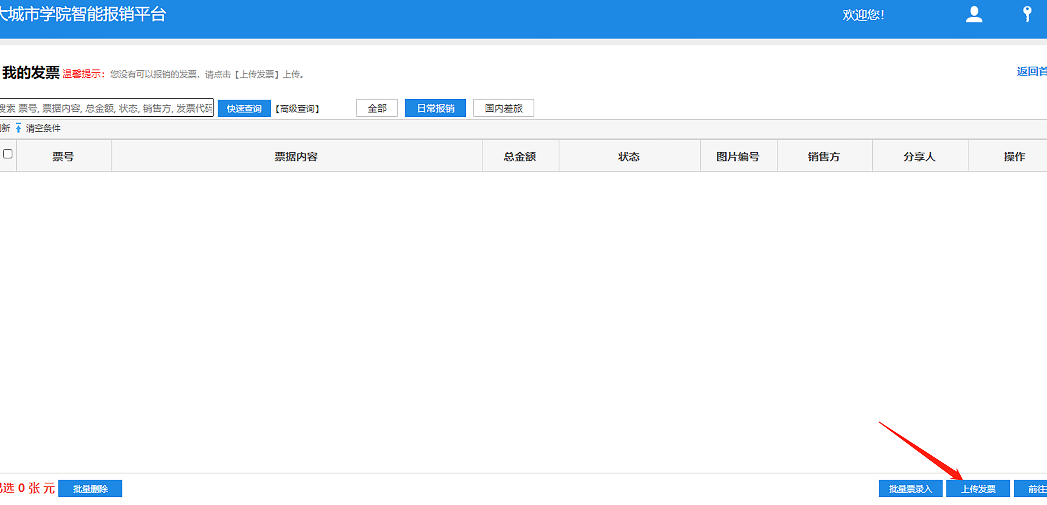 大城市学院智能报销平台 欢迎您!
我的发票 温馨提示: 您没有可以报销的发票, 请点击【上传发票】上传。 返回首
搜索 票号, 票据内容, 总金额, 状态, 销售方, 发票代码 快速查询 【高级查询】 全部 日常报销 国内差旅
刷新 清空条件
票号 票据内容 总金额 状态 图片编号 销售方 分享人 操作
已选 0 张 元 批量删除 批量票录入 上传发票 前往